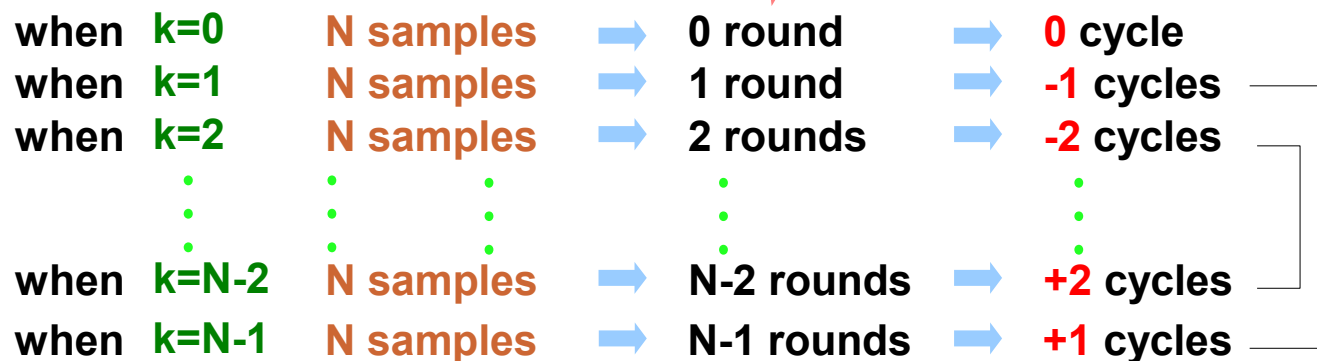 when k=0 N samples 0 round 0 cycle
when k=1 N samples 1 round -1 cycles
when k=2 N samples 2 rounds -2 cycles
when k=N-2 N samples N-2 rounds +2 cycles
when k=N-1 N samples N-1 rounds +1 cycles